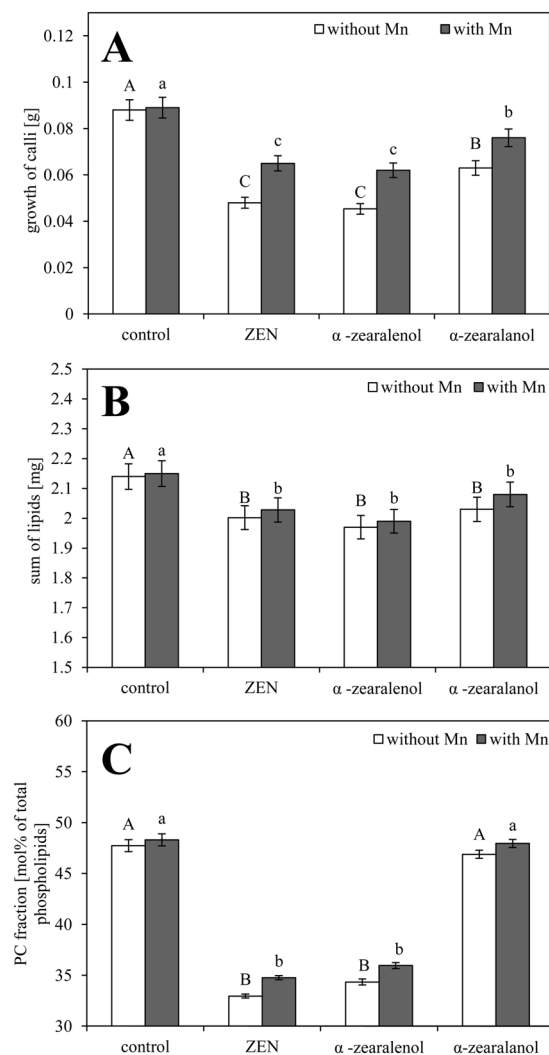 A
without Mn
with Mn
growth of calli [g]
0.12
0.1
0.08
0.06
0.04
0.02
0
A
a
C
c
C
c
B
b
control
ZEN
α -zearalenol
α-zearalanol
B
without Mn
with Mn
sum of lipids [mg]
2.5
2.4
2.3
2.2
2.1
2
1.9
1.8
1.7
1.6
1.5
A
a
B
b
B
b
B
b
control
ZEN
α -zearalenol
α-zearalanol
C
without Mn
with Mn
PC fraction [mol% of total
phospholipids]
60
55
50
45
40
35
30
A
a
B
b
B
b
A
a
control
ZEN
α -zearalenol
α-zearalanol